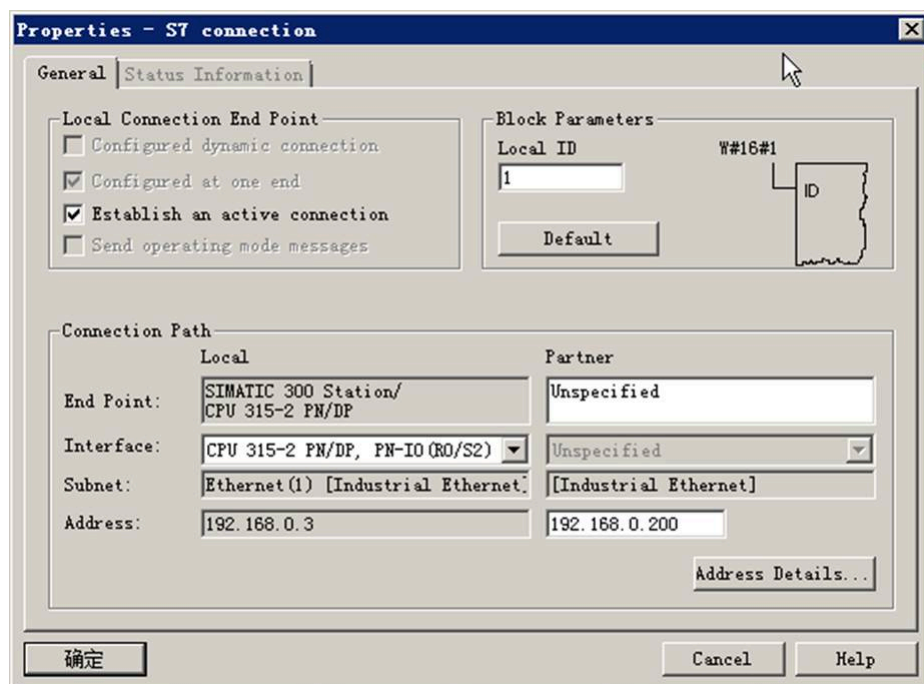 Properties - S7 connection
General
Status Information
Local Connection End Point
Configured dynamic connection
Configured at one end
Establish an active connection
Send operating mode messages
Block Parameters
Local ID
W#16#1
1
ID
Default
Connection Path
Local
Partner
End Point:
SIMATIC 300 Station/
CPU 315-2 PN/DP
Unspecified
Interface:
CPU 315-2 PN/DP, PN-IO(R0/S2)
Unspecified
Subnet:
Ethernet(1) [Industrial Ethernet]
[Industrial Ethernet]
Address:
192.168.0.3
192.168.0.200
Address Details...
确定
Cancel
Help